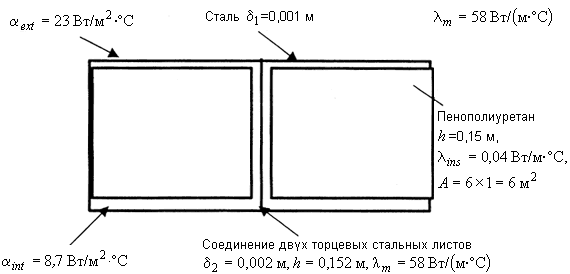 α_ext = 23 Вт/м²·°С
Сталь δ₁=0,001 м
λ_m = 58 Вт/(м·°С)
Пенополиуретан
h =0,15 м,
λ_ins = 0,04 Вт/м·°С,
A = 6×1 = 6 м²
α_int = 8,7 Вт/м²·°С
Соединение двух торцевых стальных листов
δ₂ = 0,002 м, h = 0,152 м, λ_m = 58 Вт/(м·°С)